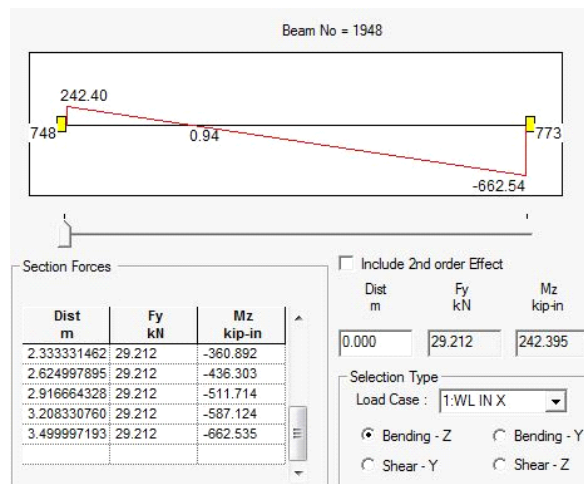 Beam No = 1948
242.40
748
0.94
773
-662.54
Section Forces
Dist m Fy kN Mz kip-in
2.333331462 29.212 -360.892
2.624997895 29.212 -436.303
2.916664328 29.212 -511.714
3.208330760 29.212 -587.124
3.499997193 29.212 -662.535
Include 2nd order Effect
Dist Fy Mz
m kN kip-in
0.000 29.212 242.395
Selection Type
Load Case : 1:WL IN X
Bending - Z Bending - Y
Shear - Y Shear - Z